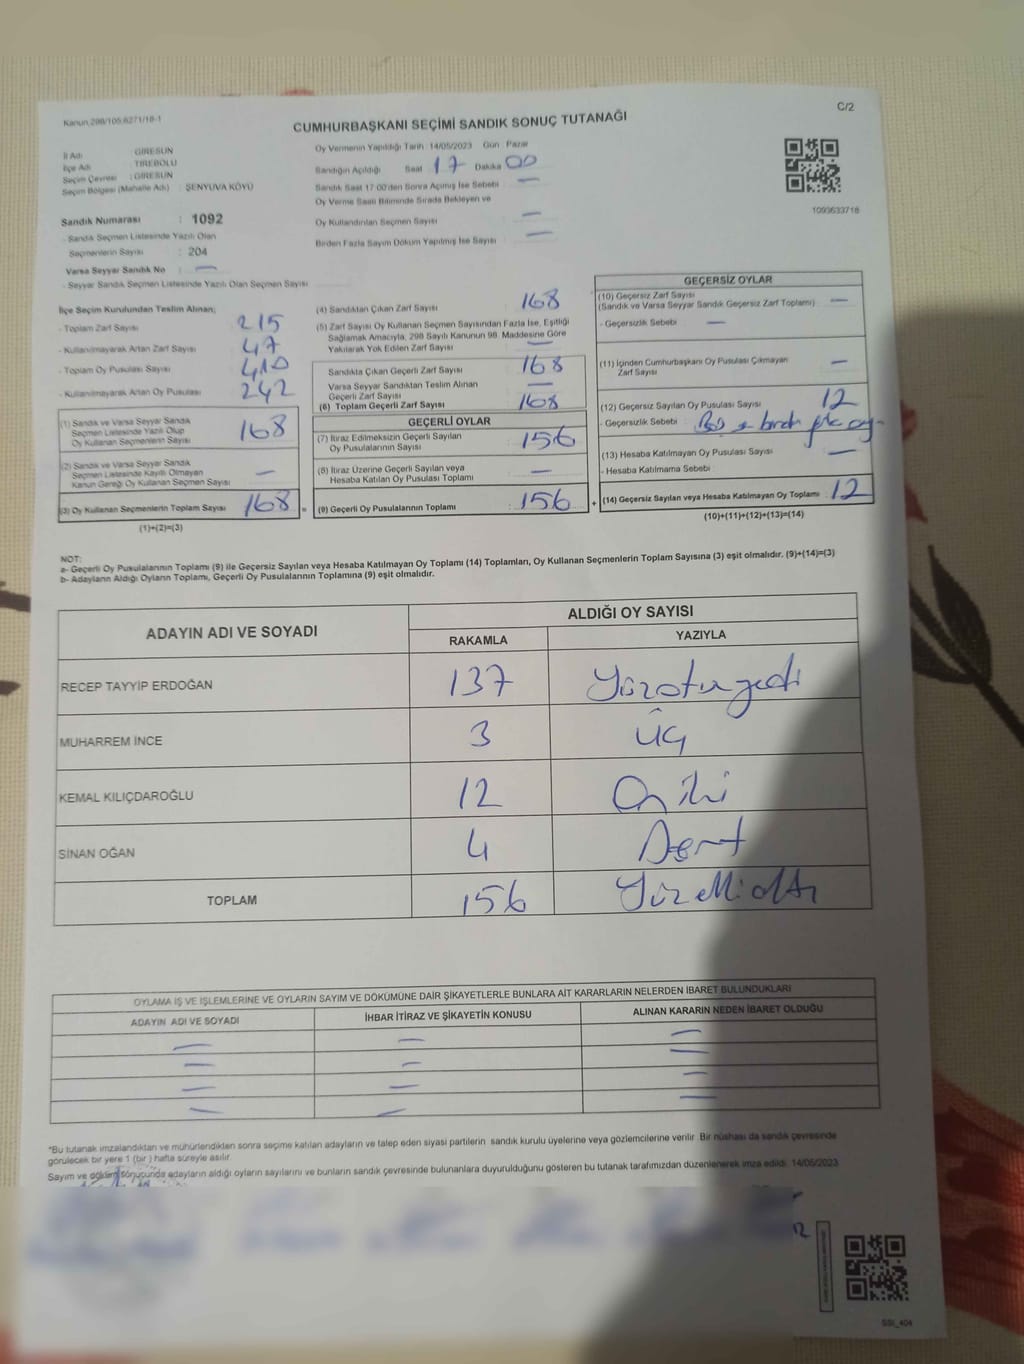 Kanun 298/105,6271/18-1
C/2
CUMHURBAŞKANI SEÇİMİ SANDIK SONUÇ TUTANAĞI
İl Adı : GİRESUN
İlçe Adı : TİREBOLU
Seçim Çevresi : GİRESUN
Seçim Bölgesi (Mahalle Adı) : ŞENYUVA KÖYÜ
Sandık Numarası : 1092
- Sandık Seçmen Listesinde Yazılı Olan
Seçmenlerin Sayısı : 204
Varsa Seyyar Sandık No : —
- Seyyar Sandık Seçmen Listesinde Yazılı Olan Seçmen Sayısı
Oy Vermenin Yapıldığı Tarih 14/05/2023 Gün Pazar
Sandığın Açıldığı Saat 17 Dakika 00
Sandık Saat 17:00'den Sonra Açılmış İse Sebebi —
Oy Verme Saati Bitiminde Sırada Bekleyen ve
Oy Kullandırılan Seçmen Sayısı —
Birden Fazla Sayım Döküm Yapılmış İse Sayısı —
1093633718
İlçe Seçim Kurulundan Teslim Alınan;
- Toplam Zarf Sayısı 215
- Kullanılmayarak Artan Zarf Sayısı 47
- Toplam Oy Pusulası Sayısı 410
- Kullanılmayarak Artan Oy Pusulası 242
(1) Sandık ve Varsa Seyyar Sandık
Seçmen Listesinde Yazılı Olup
Oy Kullanan Seçmenlerin Sayısı 168
(2) Sandık ve Varsa Seyyar Sandık
Seçmen Listesinde Kayıtlı Olmayan
Kanun Gereği Oy Kullanan Seçmen Sayısı —
(3) Oy Kullanan Seçmenlerin Toplam Sayısı 168
(1)+(2)=(3)
(4) Sandıktan Çıkan Zarf Sayısı 168
(5) Zarf Sayısı Oy Kullanan Seçmen Sayısından Fazla İse, Eşitliği
Sağlamak Amacıyla, 298 Sayılı Kanunun 98. Maddesine Göre
Yakılarak Yok Edilen Zarf Sayısı —
Sandıkta Çıkan Geçerli Zarf Sayısı 168
Varsa Seyyar Sandıktan Teslim Alınan
Geçerli Zarf Sayısı —
(6) Toplam Geçerli Zarf Sayısı 168
GEÇERLİ OYLAR
(7) İtiraz Edilmeksizin Geçerli Sayılan
Oy Pusulalarının Sayısı 156
(8) İtiraz Üzerine Geçerli Sayılan veya
Hesaba Katılan Oy Pusulası Toplamı —
= (9) Geçerli Oy Pusulalarının Toplamı : 156 +
GEÇERSİZ OYLAR
(10) Geçersiz Zarf Sayısı
(Sandık ve Varsa Seyyar Sandık Geçersiz Zarf Toplamı) —
- Geçersizlik Sebebi —
(11) İçinden Cumhurbaşkanı Oy Pusulası Çıkmayan
Zarf Sayısı —
(12) Geçersiz Sayılan Oy Pusulası Sayısı 12
- Geçersizlik Sebebi : oy
(13) Hesaba Katılmayan Oy Pusulası Sayısı —
- Hesaba Katılmama Sebebi
(14) Geçersiz Sayılan veya Hesaba Katılmayan Oy Toplamı : 12
(10)+(11)+(12)+(13)=(14)
NOT:
a- Geçerli Oy Pusulalarının Toplamı (9) ile Geçersiz Sayılan veya Hesaba Katılmayan Oy Toplamı (14) Toplamları, Oy Kullanan Seçmenlerin Toplam Sayısına (3) eşit olmalıdır. (9)+(14)=(3)
b- Adayların Aldığı Oyların Toplamı, Geçerli Oy Pusulalarının Toplamına (9) eşit olmalıdır.
ADAYIN ADI VE SOYADI
ALDIĞI OY SAYISI
RAKAMLA YAZIYLA
RECEP TAYYİP ERDOĞAN 137 Yüzotuzyedi
MUHARREM İNCE 3 Üç
KEMAL KILIÇDAROĞLU 12 On iki
SİNAN OĞAN 4 Dört
TOPLAM 156 Yüzellialtı
OYLAMA İŞ VE İŞLEMLERİNE VE OYLARIN SAYIM VE DÖKÜMÜNE DAİR ŞİKAYETLERLE BUNLARA AİT KARARLARIN NELERDEN İBARET BULUNDUKLARI
ADAYIN ADI VE SOYADI İHBAR İTİRAZ VE ŞİKAYETİN KONUSU ALINAN KARARIN NEDEN İBARET OLDUĞU
— — —
— — —
— — —
— — —
*Bu tutanak imzalandıktan ve mühürlendikten sonra seçime katılan adayların ve talep eden siyasi partilerin sandık kurulu üyelerine veya gözlemcilerine verilir. Bir nüshası da sandık çevresinde
görülecek bir yere 1 (bir) hafta süreyle asılır.
Sayım ve döküm sonucunda adayların aldığı oyların sayılarını ve bunların sandık çevresinde bulunanlara duyurulduğunu gösteren bu tutanak tarafımızdan düzenlenerek imza edildi. 14/05/2023
SSI_404